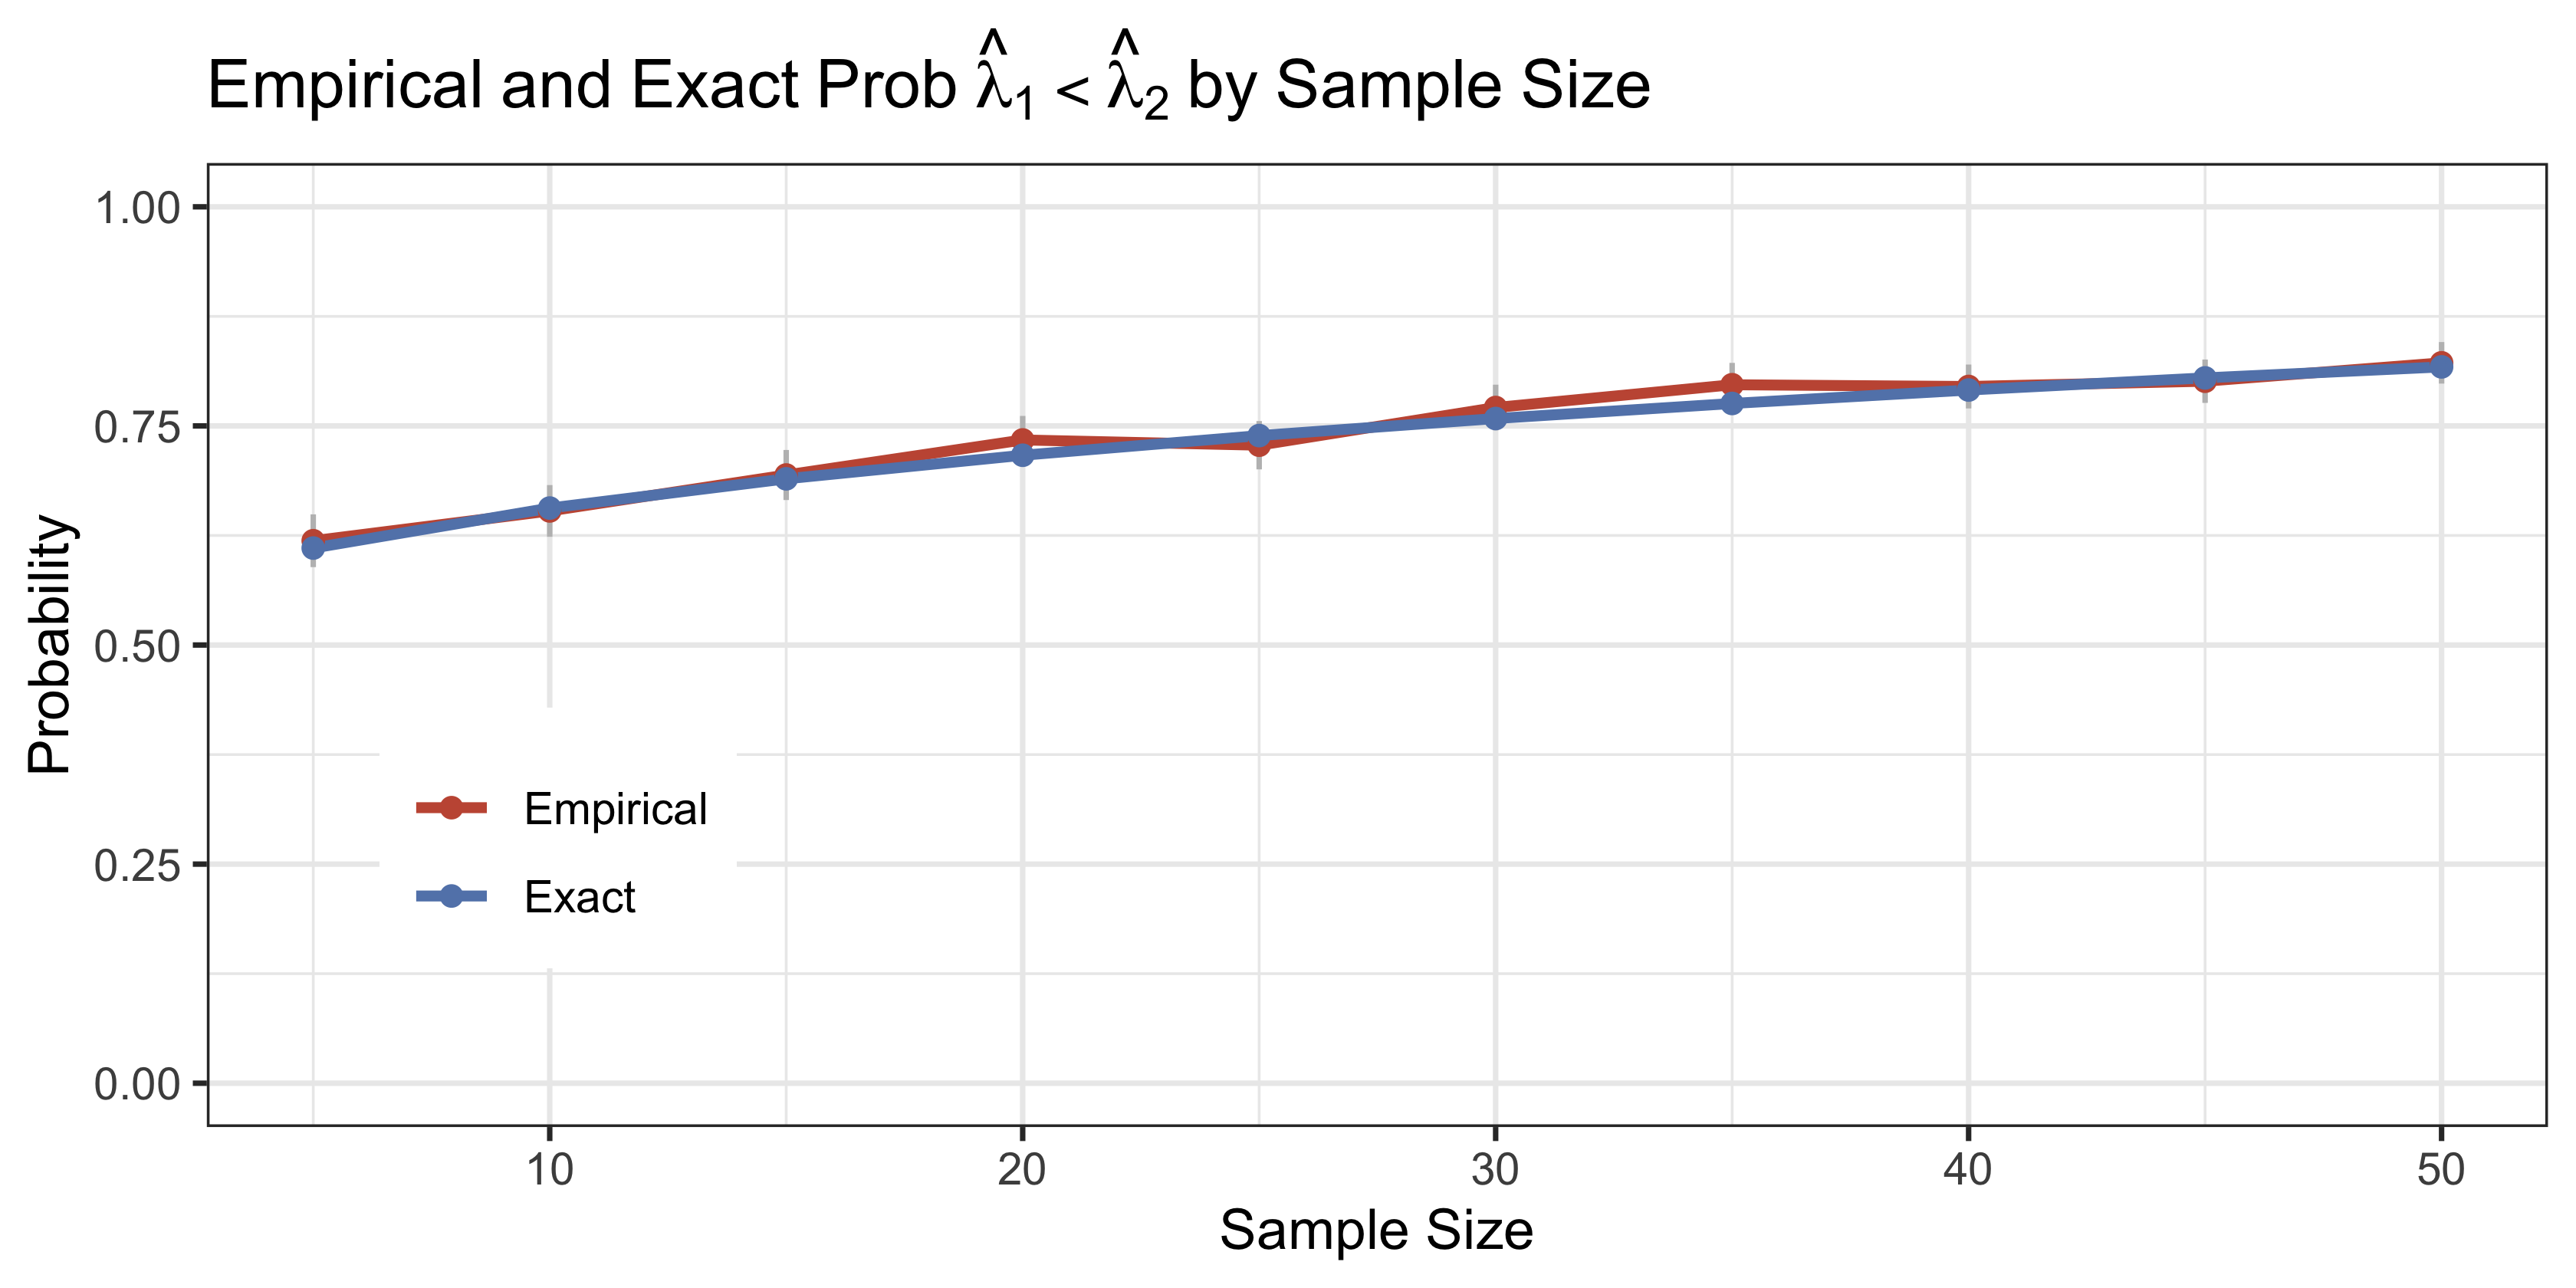 Empirical and Exact Prob λ̂₁ < λ̂₂ by Sample Size
1.00
0.75
0.50
0.25
0.00
Probability
Empirical
Exact
10 20 30 40 50
Sample Size